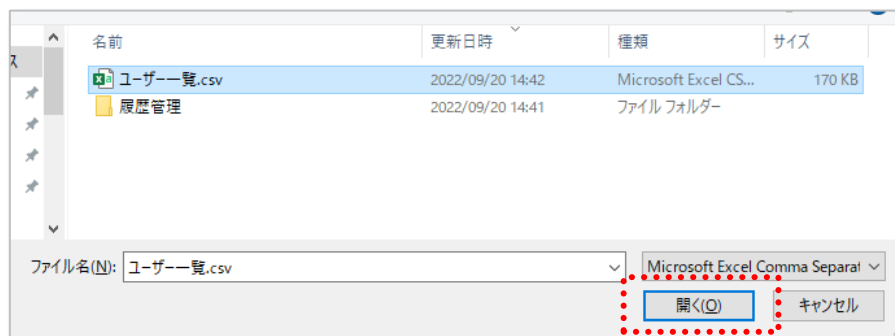 名前 更新日時 種類 サイズ
ス
ユーザー一覧.csv 2022/09/20 14:42 Microsoft Excel CS... 170 KB
履歴管理 2022/09/20 14:41 ファイル フォルダー
ファイル名(N): ユーザー一覧.csv Microsoft Excel Comma Separat
開く(O) キャンセル